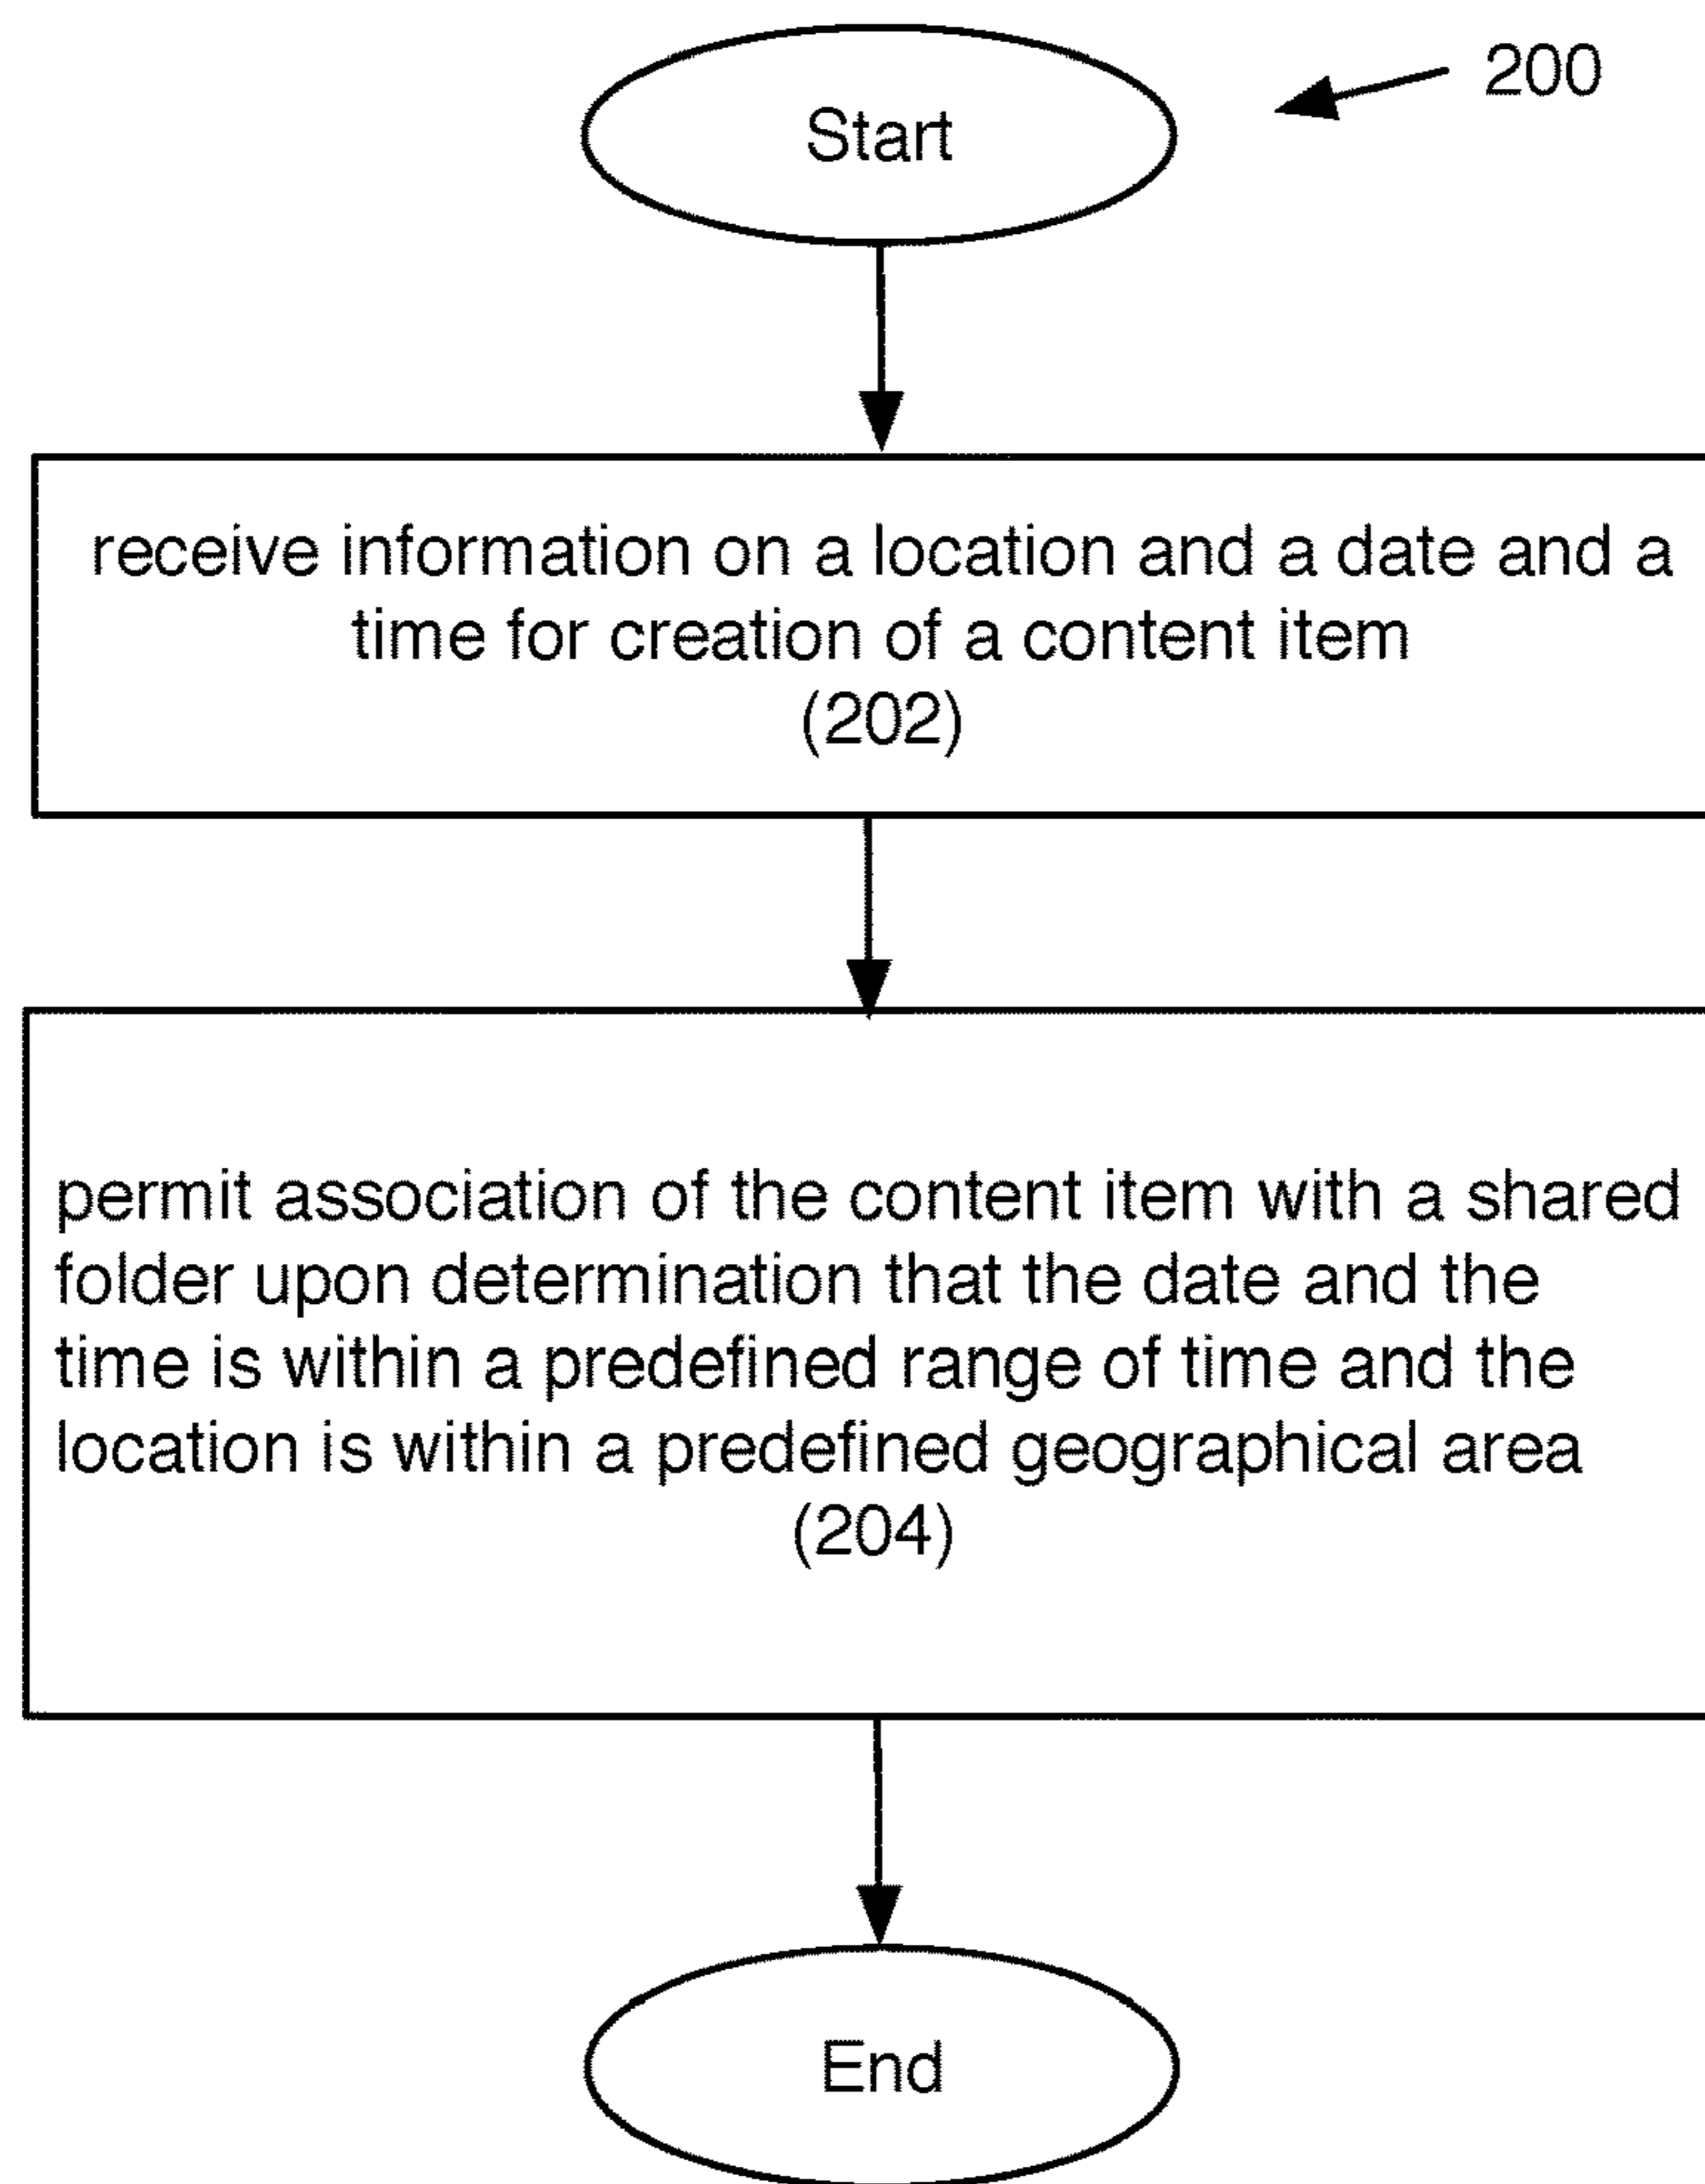 Start
200
receive information on a location and a date and a
time for creation of a content item
(202)
permit association of the content item with a shared
folder upon determination that the date and the
time is within a predefined range of time and the
location is within a predefined geographical area
(204)
End